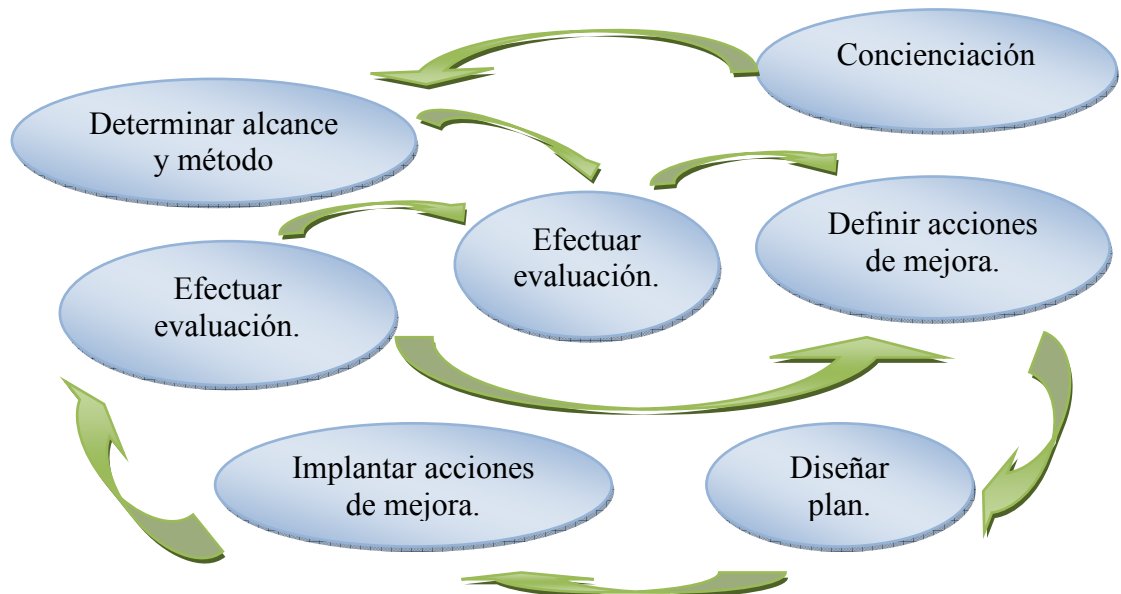 Concienciación
Determinar alcance
y método
Efectuar
evaluación.
Definir acciones
de mejora.
Efectuar
evaluación.
Implantar acciones
de mejora.
Diseñar
plan.